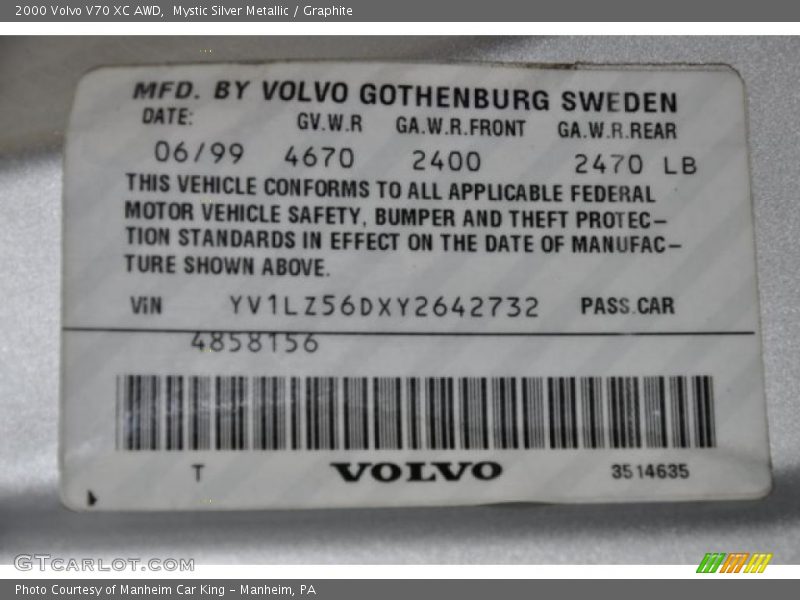 2000 Volvo V70 XC AWD,  Mystic Silver Metallic / Graphite
MFD. BY VOLVO GOTHENBURG SWEDEN
DATE: GV.W.R GA.W.R.FRONT GA.W.R.REAR
06/99 4670 2400 2470 LB
THIS VEHICLE CONFORMS TO ALL APPLICABLE FEDERAL
MOTOR VEHICLE SAFETY, BUMPER AND THEFT PROTEC-
TION STANDARDS IN EFFECT ON THE DATE OF MANUFAC-
TURE SHOWN ABOVE.
ViN YV1LZ56DXY2642732 PASS.CAR
4858156
T VOLVO 3514635
GTCarLot.com
Photo Courtesy of Manheim Car King - Manheim, PA